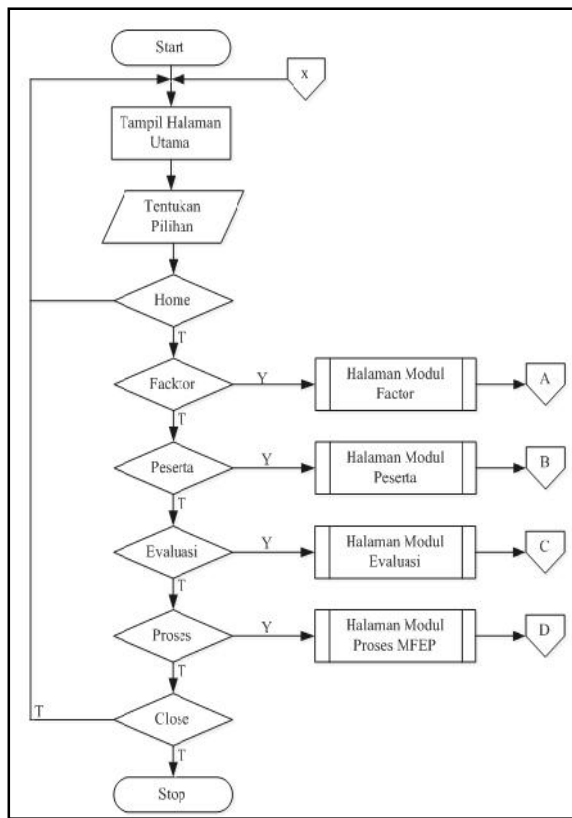 Start
x
Tampil Halaman
Utama
Tentukan
Pilihan
Home
T
Facktor
Y
Halaman Modul
Factor
A
T
Peserta
Y
Halaman Modul
Peserta
B
T
Evaluasi
Y
Halaman Modul
Evaluasi
C
T
Proses
Y
Halaman Modul
Proses MFEP
D
T
T
Close
T
Stop